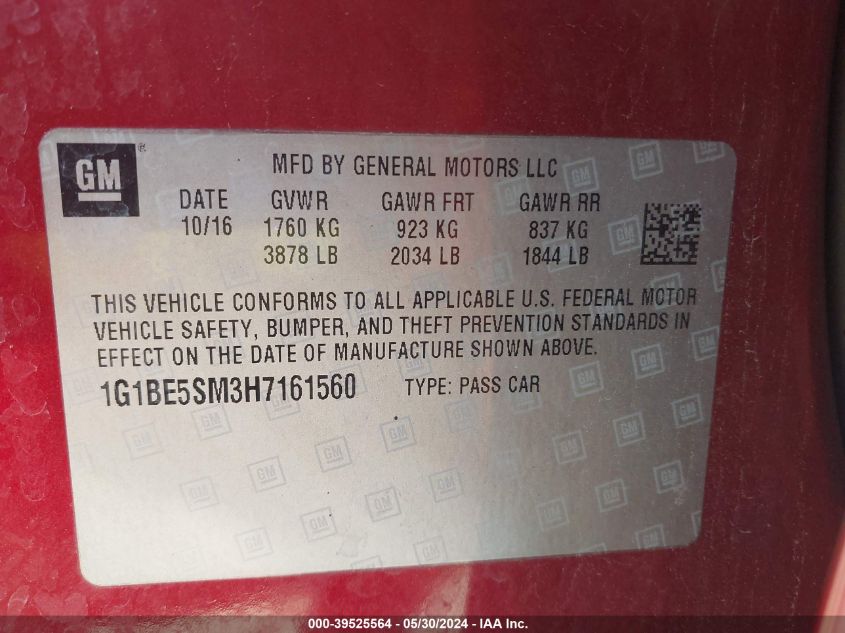 GM ®
MFD BY GENERAL MOTORS LLC
DATE GVWR GAWR FRT GAWR RR
10/16 1760 KG 923 KG 837 KG
3878 LB 2034 LB 1844 LB
THIS VEHICLE CONFORMS TO ALL APPLICABLE U.S. FEDERAL MOTOR
VEHICLE SAFETY, BUMPER, AND THEFT PREVENTION STANDARDS IN
EFFECT ON THE DATE OF MANUFACTURE SHOWN ABOVE.
1G1BE5SM3H7161560 TYPE: PASS CAR
000-39525564 - 05/30/2024 - IAA Inc.